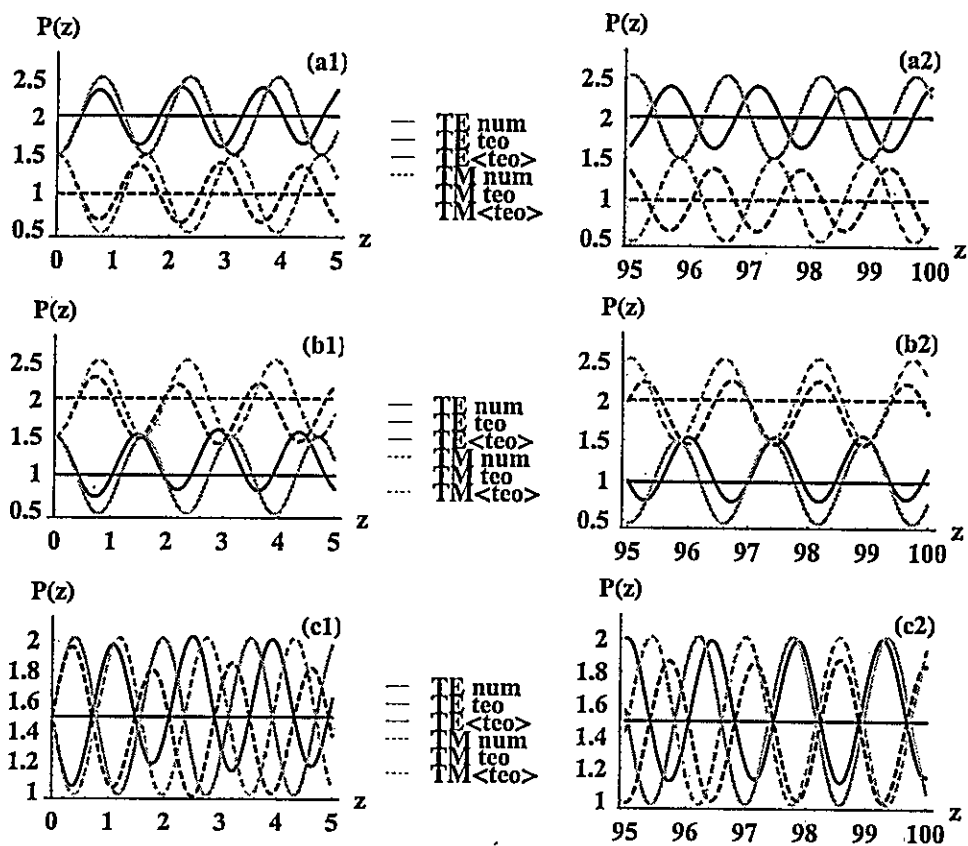 P(z) P(z)
(a1) (a2)
2.5 2.5
2 2
1.5 1.5
1 1
0.5 0.5
0 1 2 3 4 5 z
95 96 97 98 99 100 z
TE num
TE teo
TE<teo>
TM num
TM teo
TM<teo>
P(z) P(z)
(b1) (b2)
2.5 2.5
2 2
1.5 1.5
1 1
0.5 0.5
0 1 2 3 4 5 z
95 96 97 98 99 100 z
TE num
TE teo
TE<teo>
TM num
TM teo
TM<teo>
P(z) P(z)
(c1) (c2)
2 2
1.8 1.8
1.6 1.6
1.4 1.4
1.2 1.2
1 1
0 1 2 3 4 5 z
95 96 97 98 99 100 z
TE num
TE teo
TE<teo>
TM num
TM teo
TM<teo>